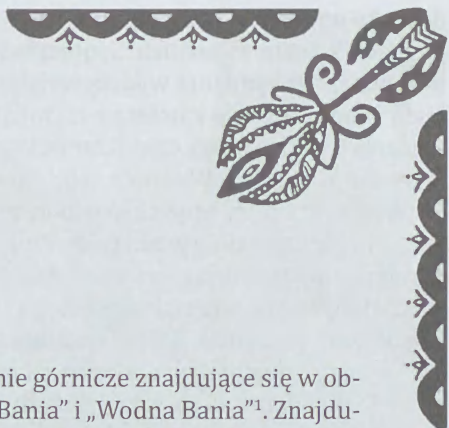 nie górnicze znajdujące się w ob-
Bania” i „Wodna Bania”¹. Znajdu-